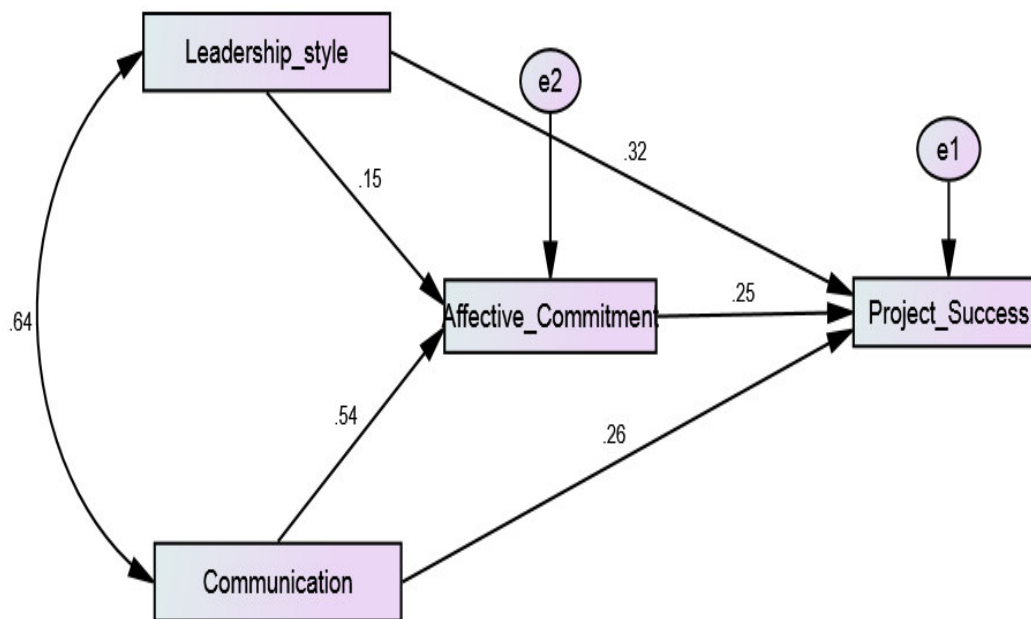 Leadership_style
e2
e1
.32
.15
.25
Affective_Commitment
Project_Success
.64
.54
.26
Communication